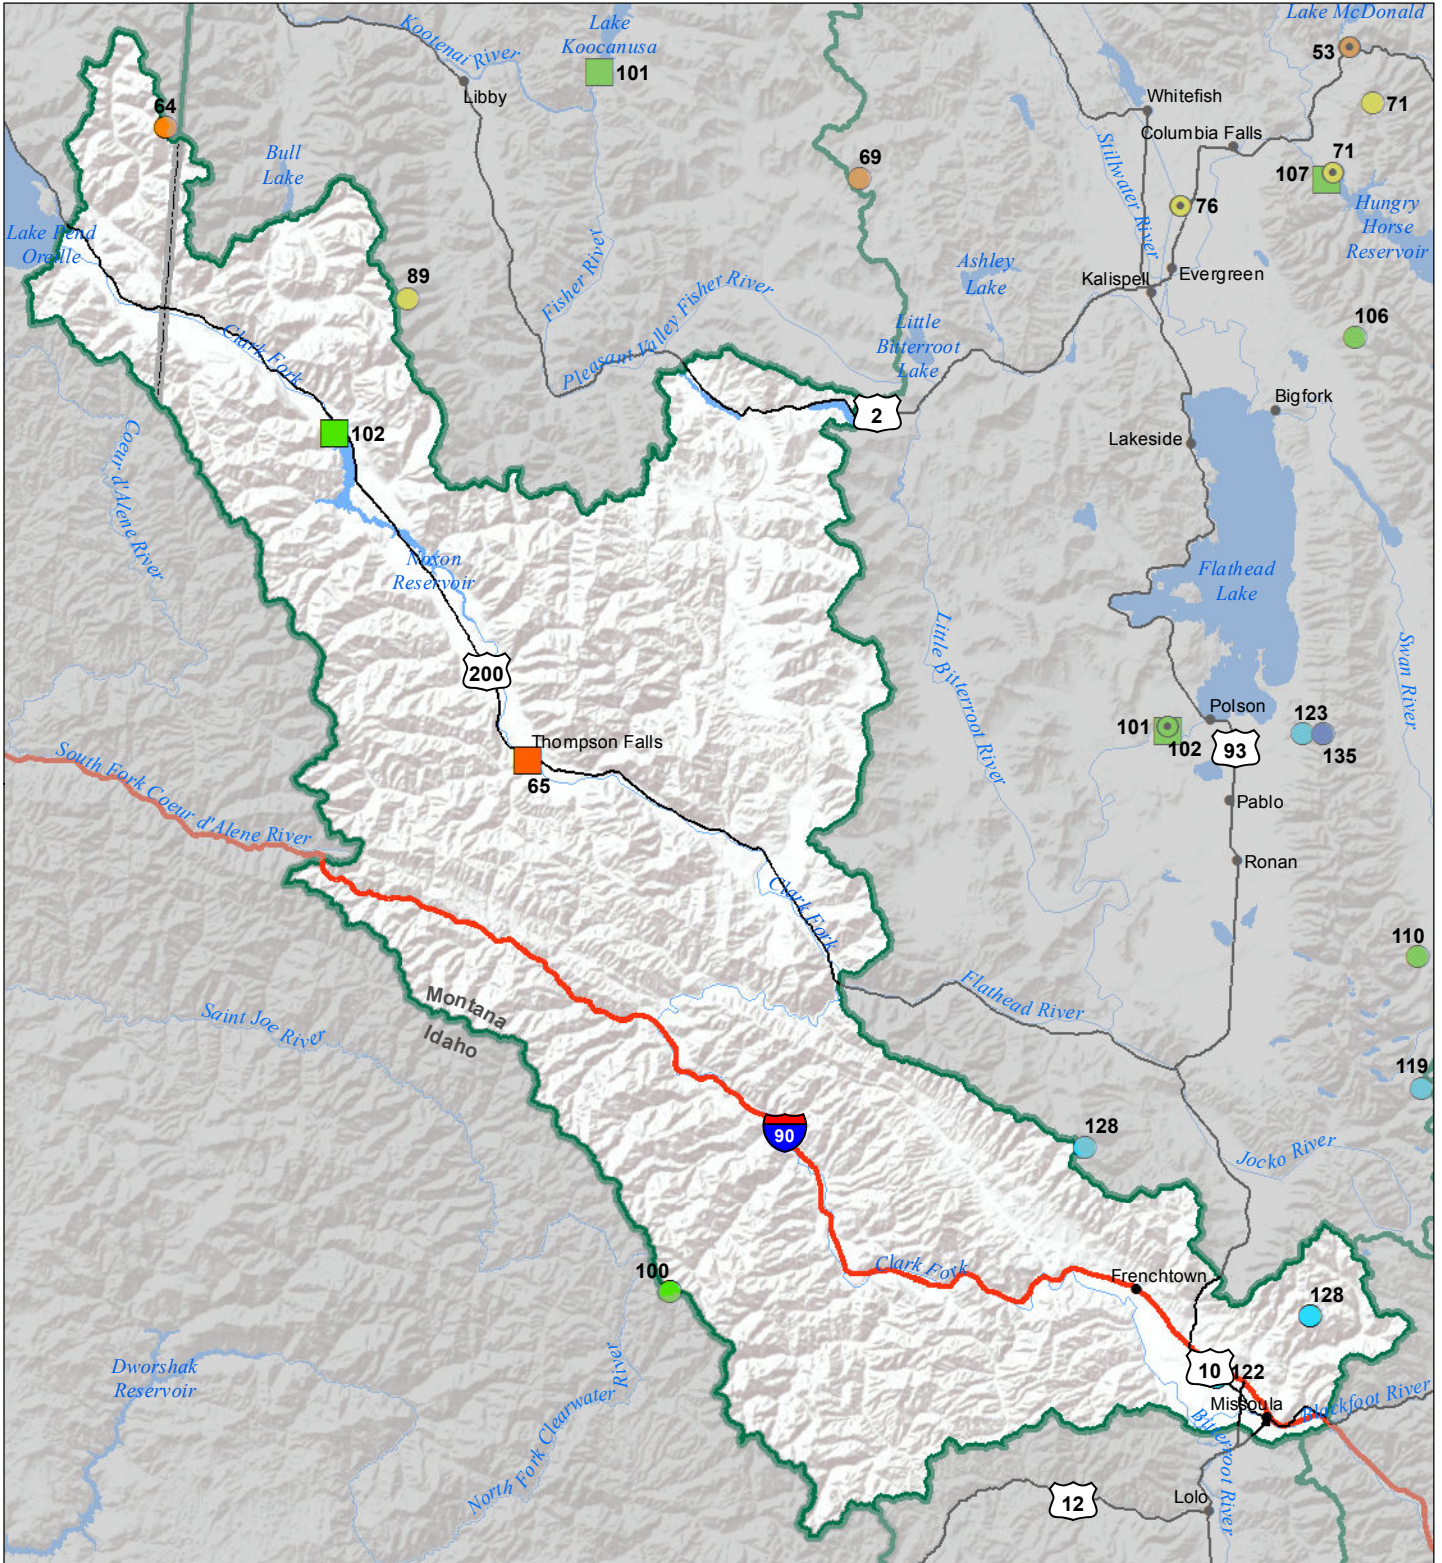 Lake McDonald
Kootenai River
Lake
Koocanusa
53
101
Libby
71
Whitefish
64
Columbia Falls
Bull
Lake
69
Stillwater River
71
107
76
Hungry
Horse
Reservoir
Lake Pend
Oreille
Fisher River
Ashley
Lake
Evergreen
Kalispell
89
Pleasant Valley Fisher River
Clark Fork
Little
Bitterroot
Lake
106
2
Bigfork
102
Lakeside
Coeur d'Alene River
Noxon
Reservoir
Flathead
Lake
200
Little Bitterroot River
Swan River
Polson
101
102
123
135
93
Thompson Falls
65
South Fork Coeur d'Alene River
Pablo
Ronan
Clark Fork
110
Flathead River
Montana
Idaho
Saint Joe River
119
90
128
Jocko River
100
Clark Fork
Frenchtown
128
Dworshak
Reservoir
10
122
Missoula
Blackfoot River
North Fork Clearwater River
Bitterroot River
12
Lolo